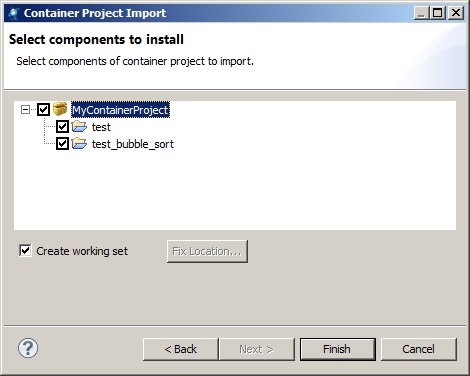 Container Project Import
Select components to install
Select components of container project to import.
MyContainerProject
test
test_bubble_sort
Create working set
Fix Location...
?
< Back
Next >
Finish
Cancel